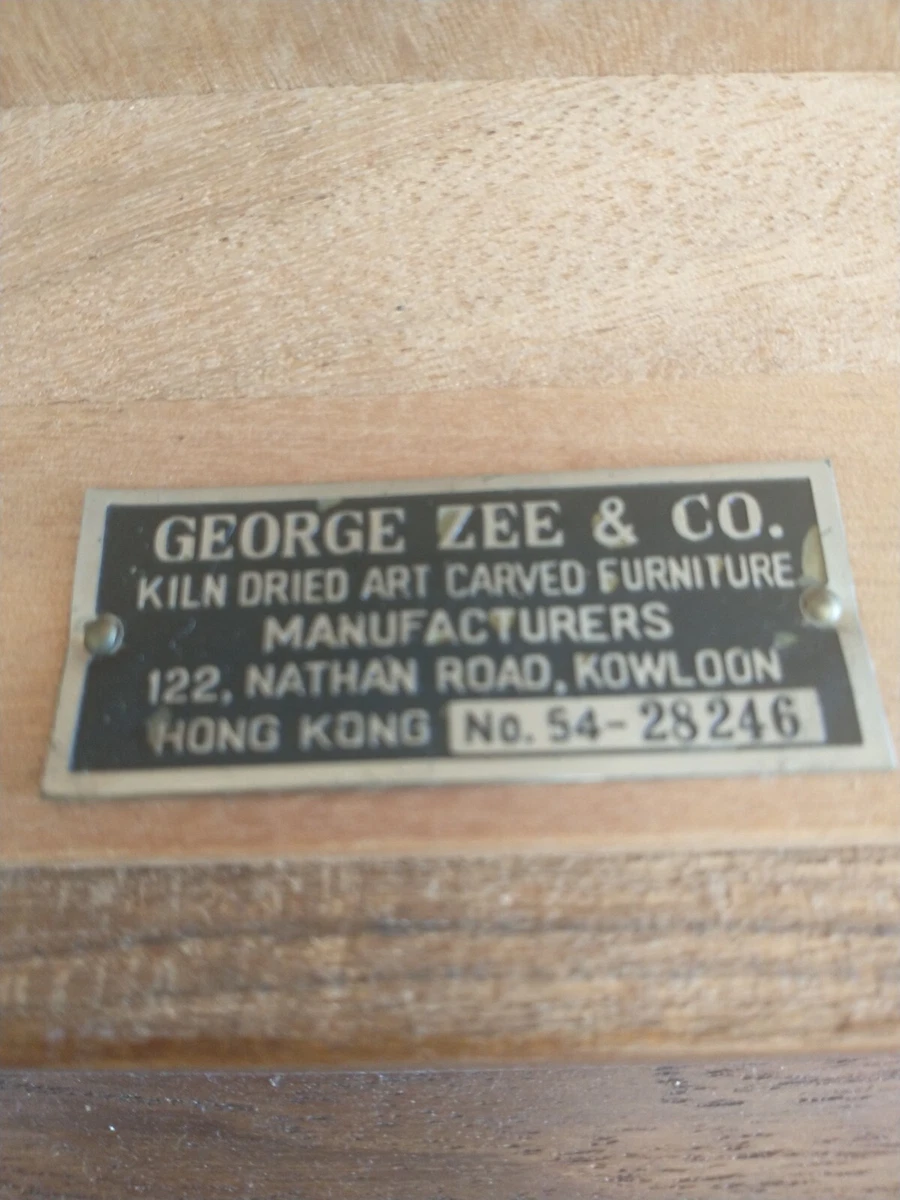 GEORGE ZEE & CO.
KILN DRIED ART CARVED FURNITURE
MANUFACTURERS
122, NATHAN ROAD, KOWLOON
HONG KONG No. 54-28246